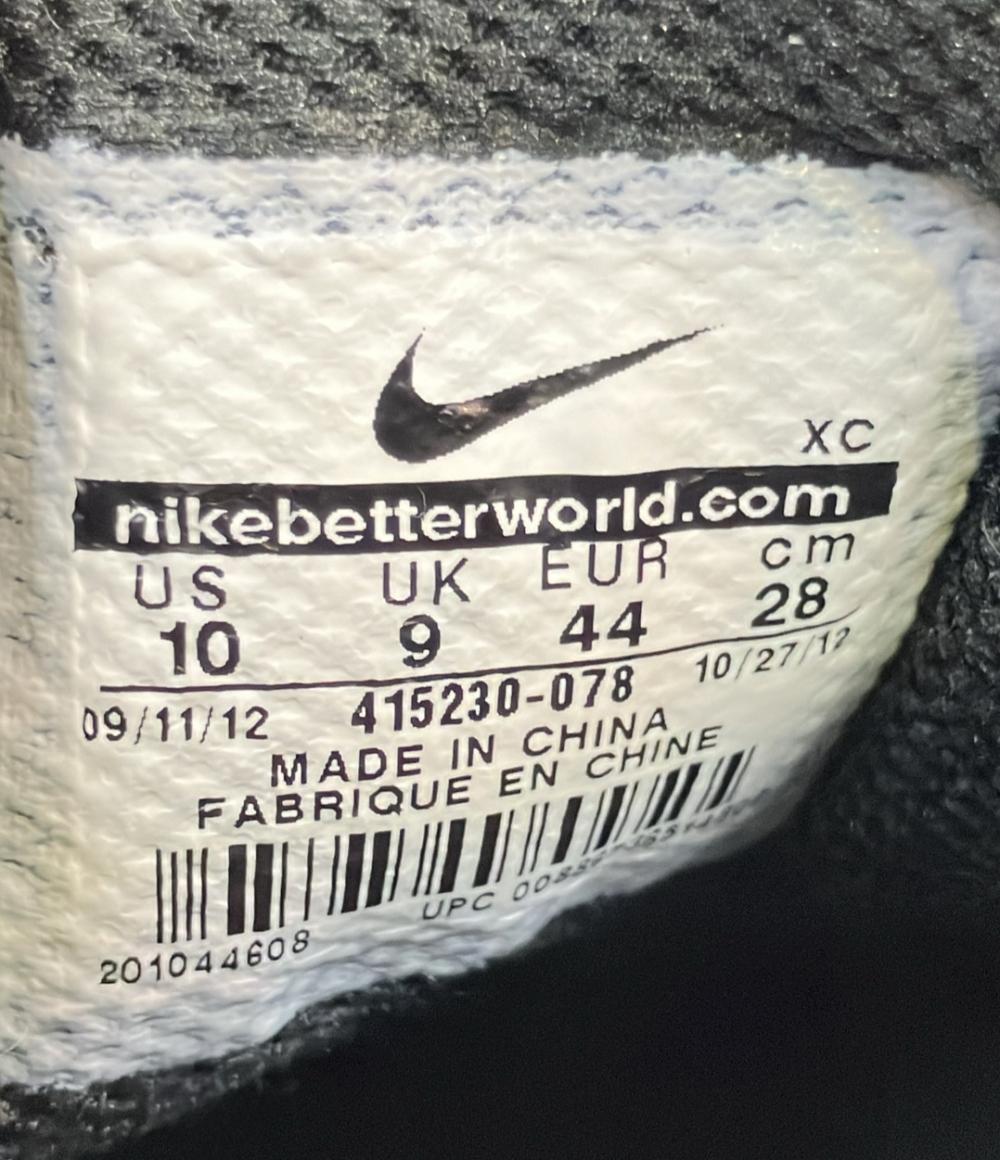 XC
nikebetterworld.com
US UK EUR cm
10 9 44 28
09/11/12 415230-078 10/27/12
MADE IN CHINA
FABRIQUE EN CHINE
UPC
201044608